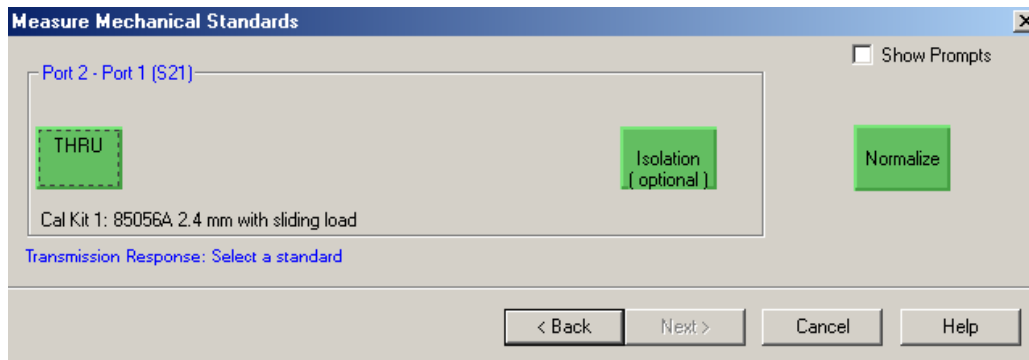 Measure Mechanical Standards
Show Prompts
Port 2 - Port 1 (S21)
THRU
Isolation
( optional )
Normalize
Cal Kit 1: 85056A 2.4 mm with sliding load
Transmission Response: Select a standard
< Back
Next >
Cancel
Help